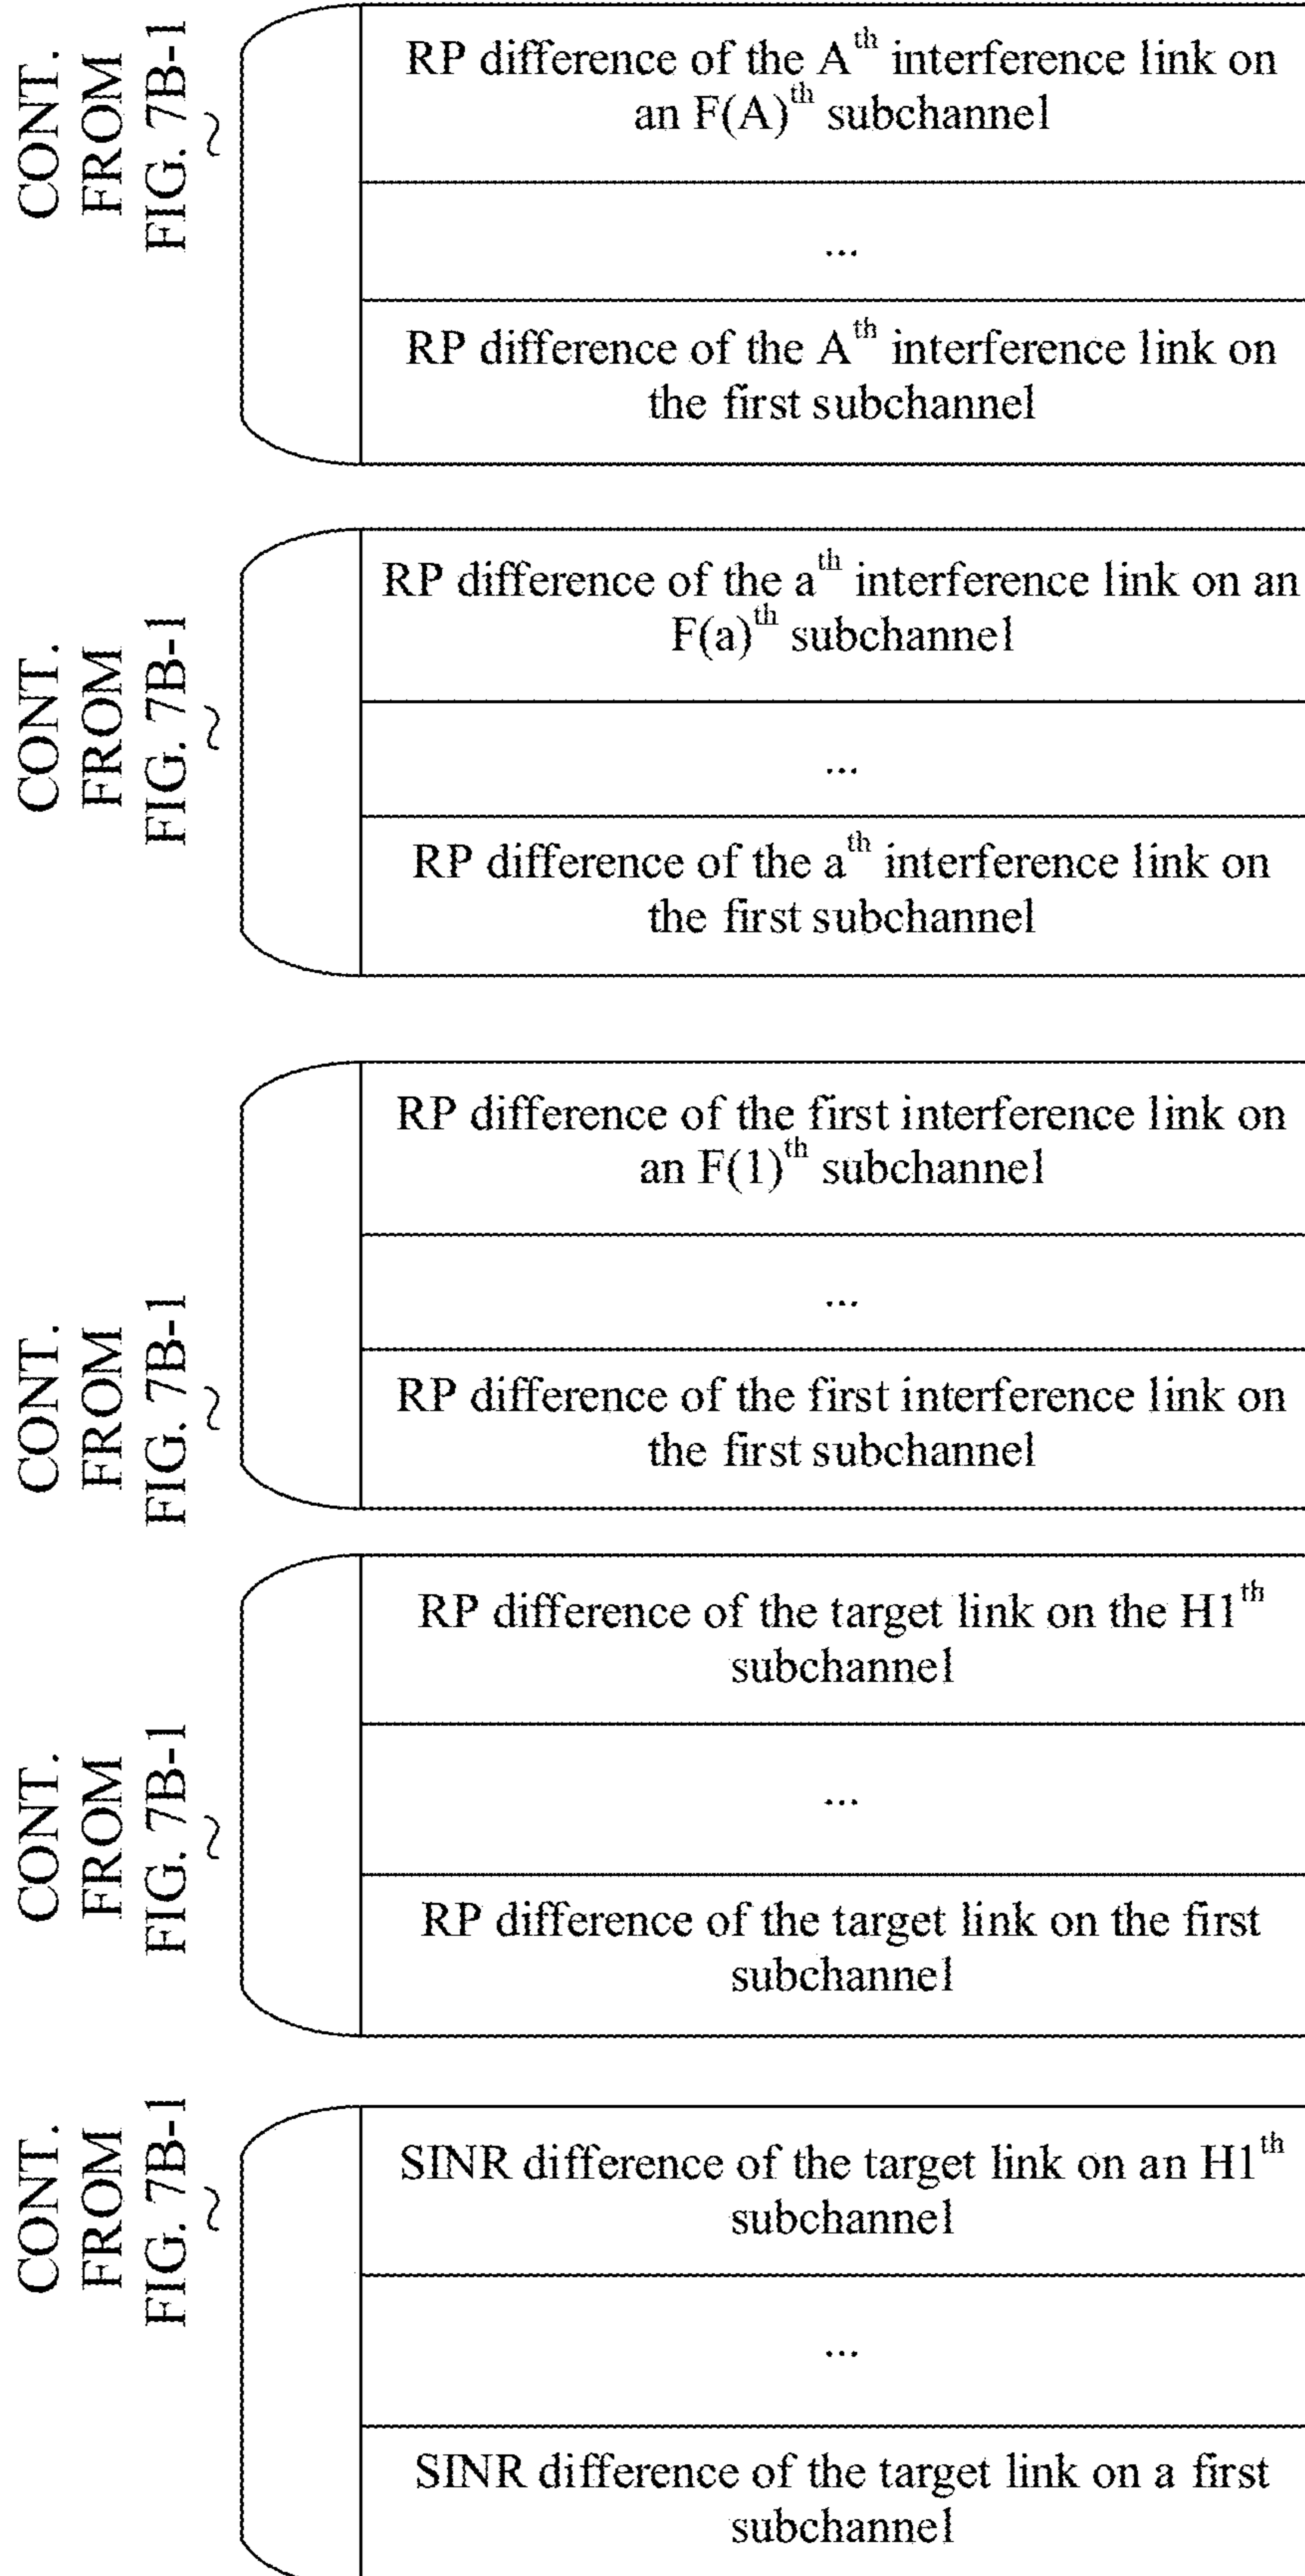 CONT.
FROM
FIG. 7B-1
RP difference of the Ath interference link on
an F(A)th subchannel
...
RP difference of the Ath interference link on
the first subchannel
CONT.
FROM
FIG. 7B-1
RP difference of the ath interference link on an
F(a)th subchannel
...
RP difference of the ath interference link on
the first subchannel
CONT.
FROM
FIG. 7B-1
RP difference of the first interference link on
an F(1)th subchannel
...
RP difference of the first interference link on
the first subchannel
CONT.
FROM
FIG. 7B-1
RP difference of the target link on the H1th
subchannel
...
RP difference of the target link on the first
subchannel
CONT.
FROM
FIG. 7B-1
SINR difference of the target link on an H1th
subchannel
...
SINR difference of the target link on a first
subchannel